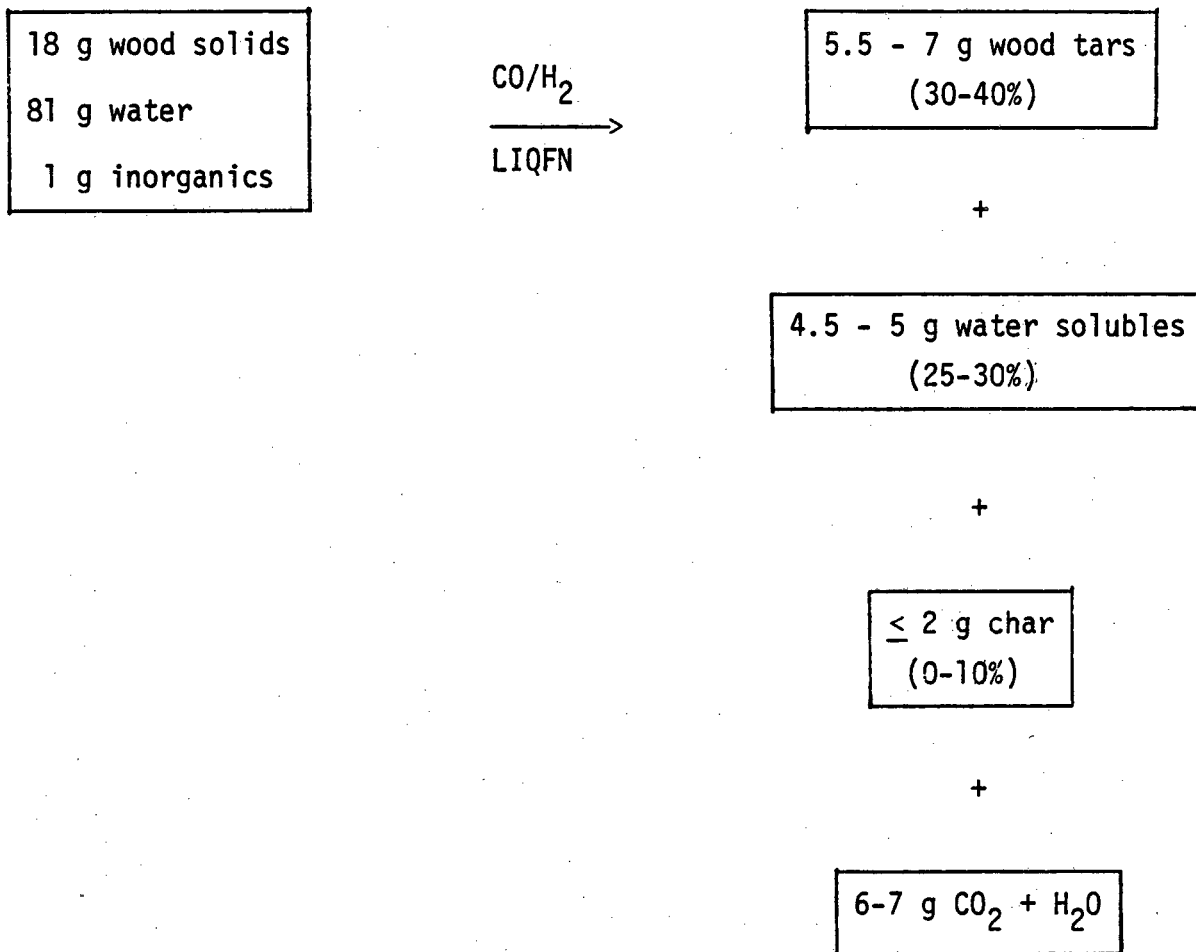 18 g wood solids
81 g water
1 g inorganics
CO/H₂
LIQFN
5.5 - 7 g wood tars
(30-40%)
+
4.5 - 5 g water solubles
(25-30%)
+
≤ 2 g char
(0-10%)
+
6-7 g CO₂ + H₂O